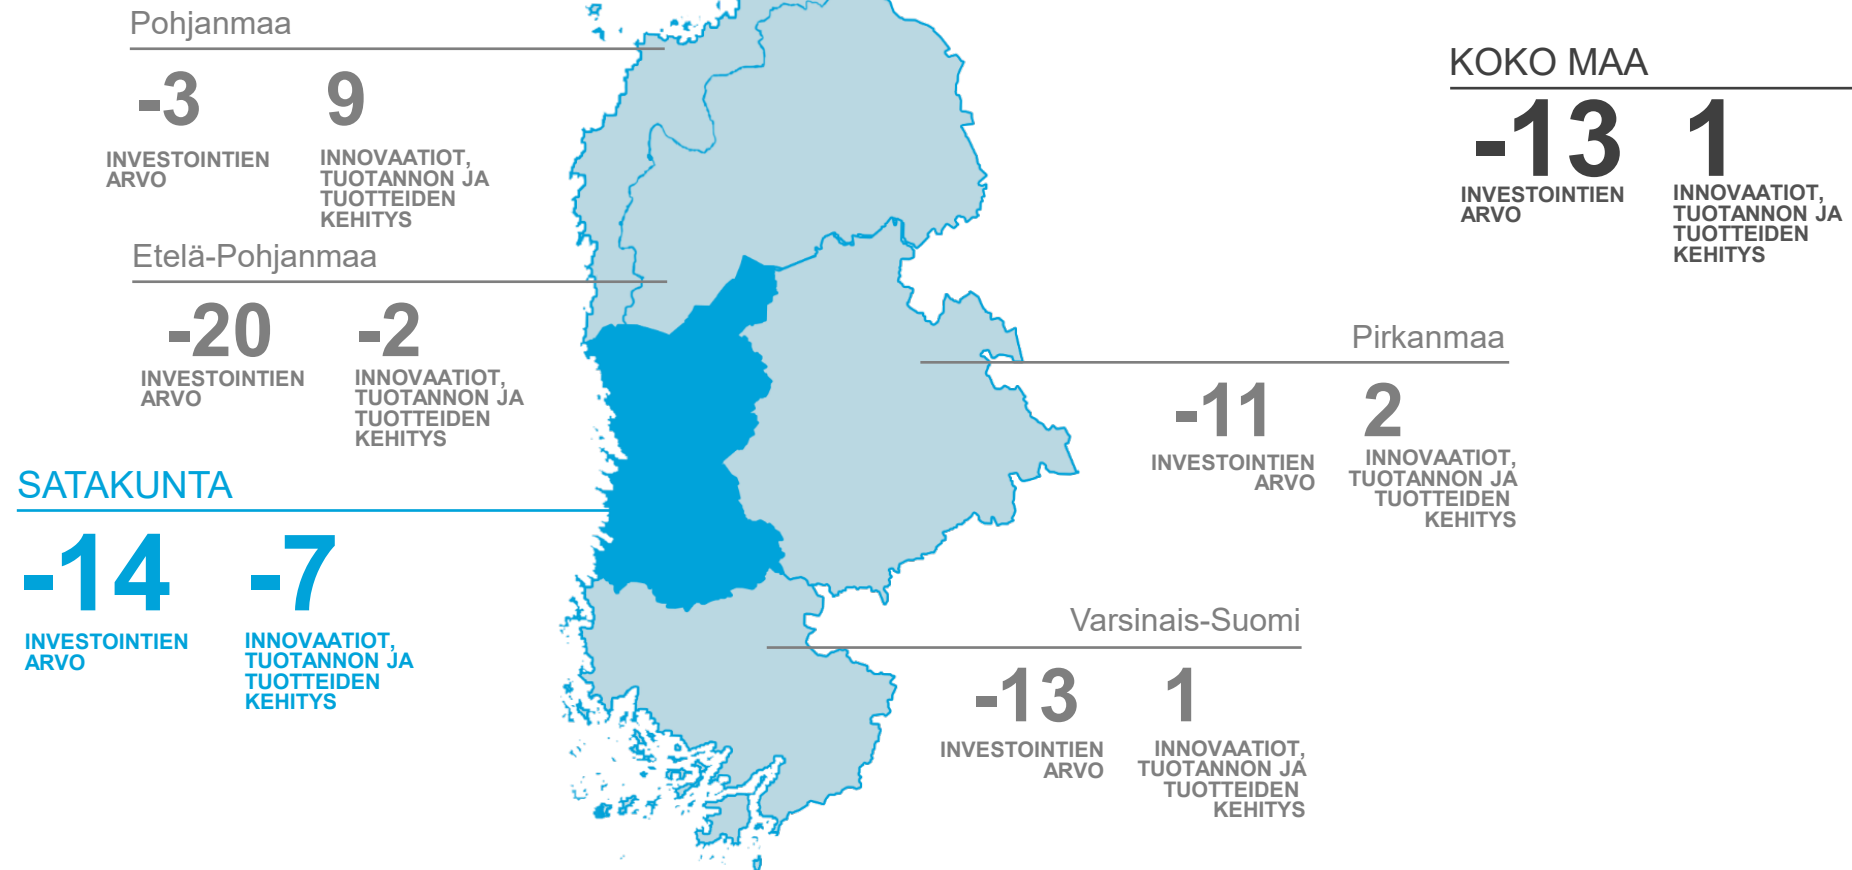 Pohjanmaa
-3
9
INVESTOINTIEN
ARVO
INNOVAATIOT,
TUOTANNON JA
TUOTTEIDEN
KEHITYS
Etelä-Pohjanmaa
-20
-2
INVESTOINTIEN
ARVO
INNOVAATIOT,
TUOTANNON JA
TUOTTEIDEN
KEHITYS
SATAKUNTA
-14
-7
INVESTOINTIEN
ARVO
INNOVAATIOT,
TUOTANNON JA
TUOTTEIDEN
KEHITYS
KOKO MAA
-13
1
INVESTOINTIEN
ARVO
INNOVAATIOT,
TUOTANNON JA
TUOTTEIDEN
KEHITYS
Pirkanmaa
-11
2
INVESTOINTIEN
ARVO
INNOVAATIOT,
TUOTANNON JA
TUOTTEIDEN
KEHITYS
Varsinais-Suomi
-13
1
INVESTOINTIEN
ARVO
INNOVAATIOT,
TUOTANNON JA
TUOTTEIDEN
KEHITYS